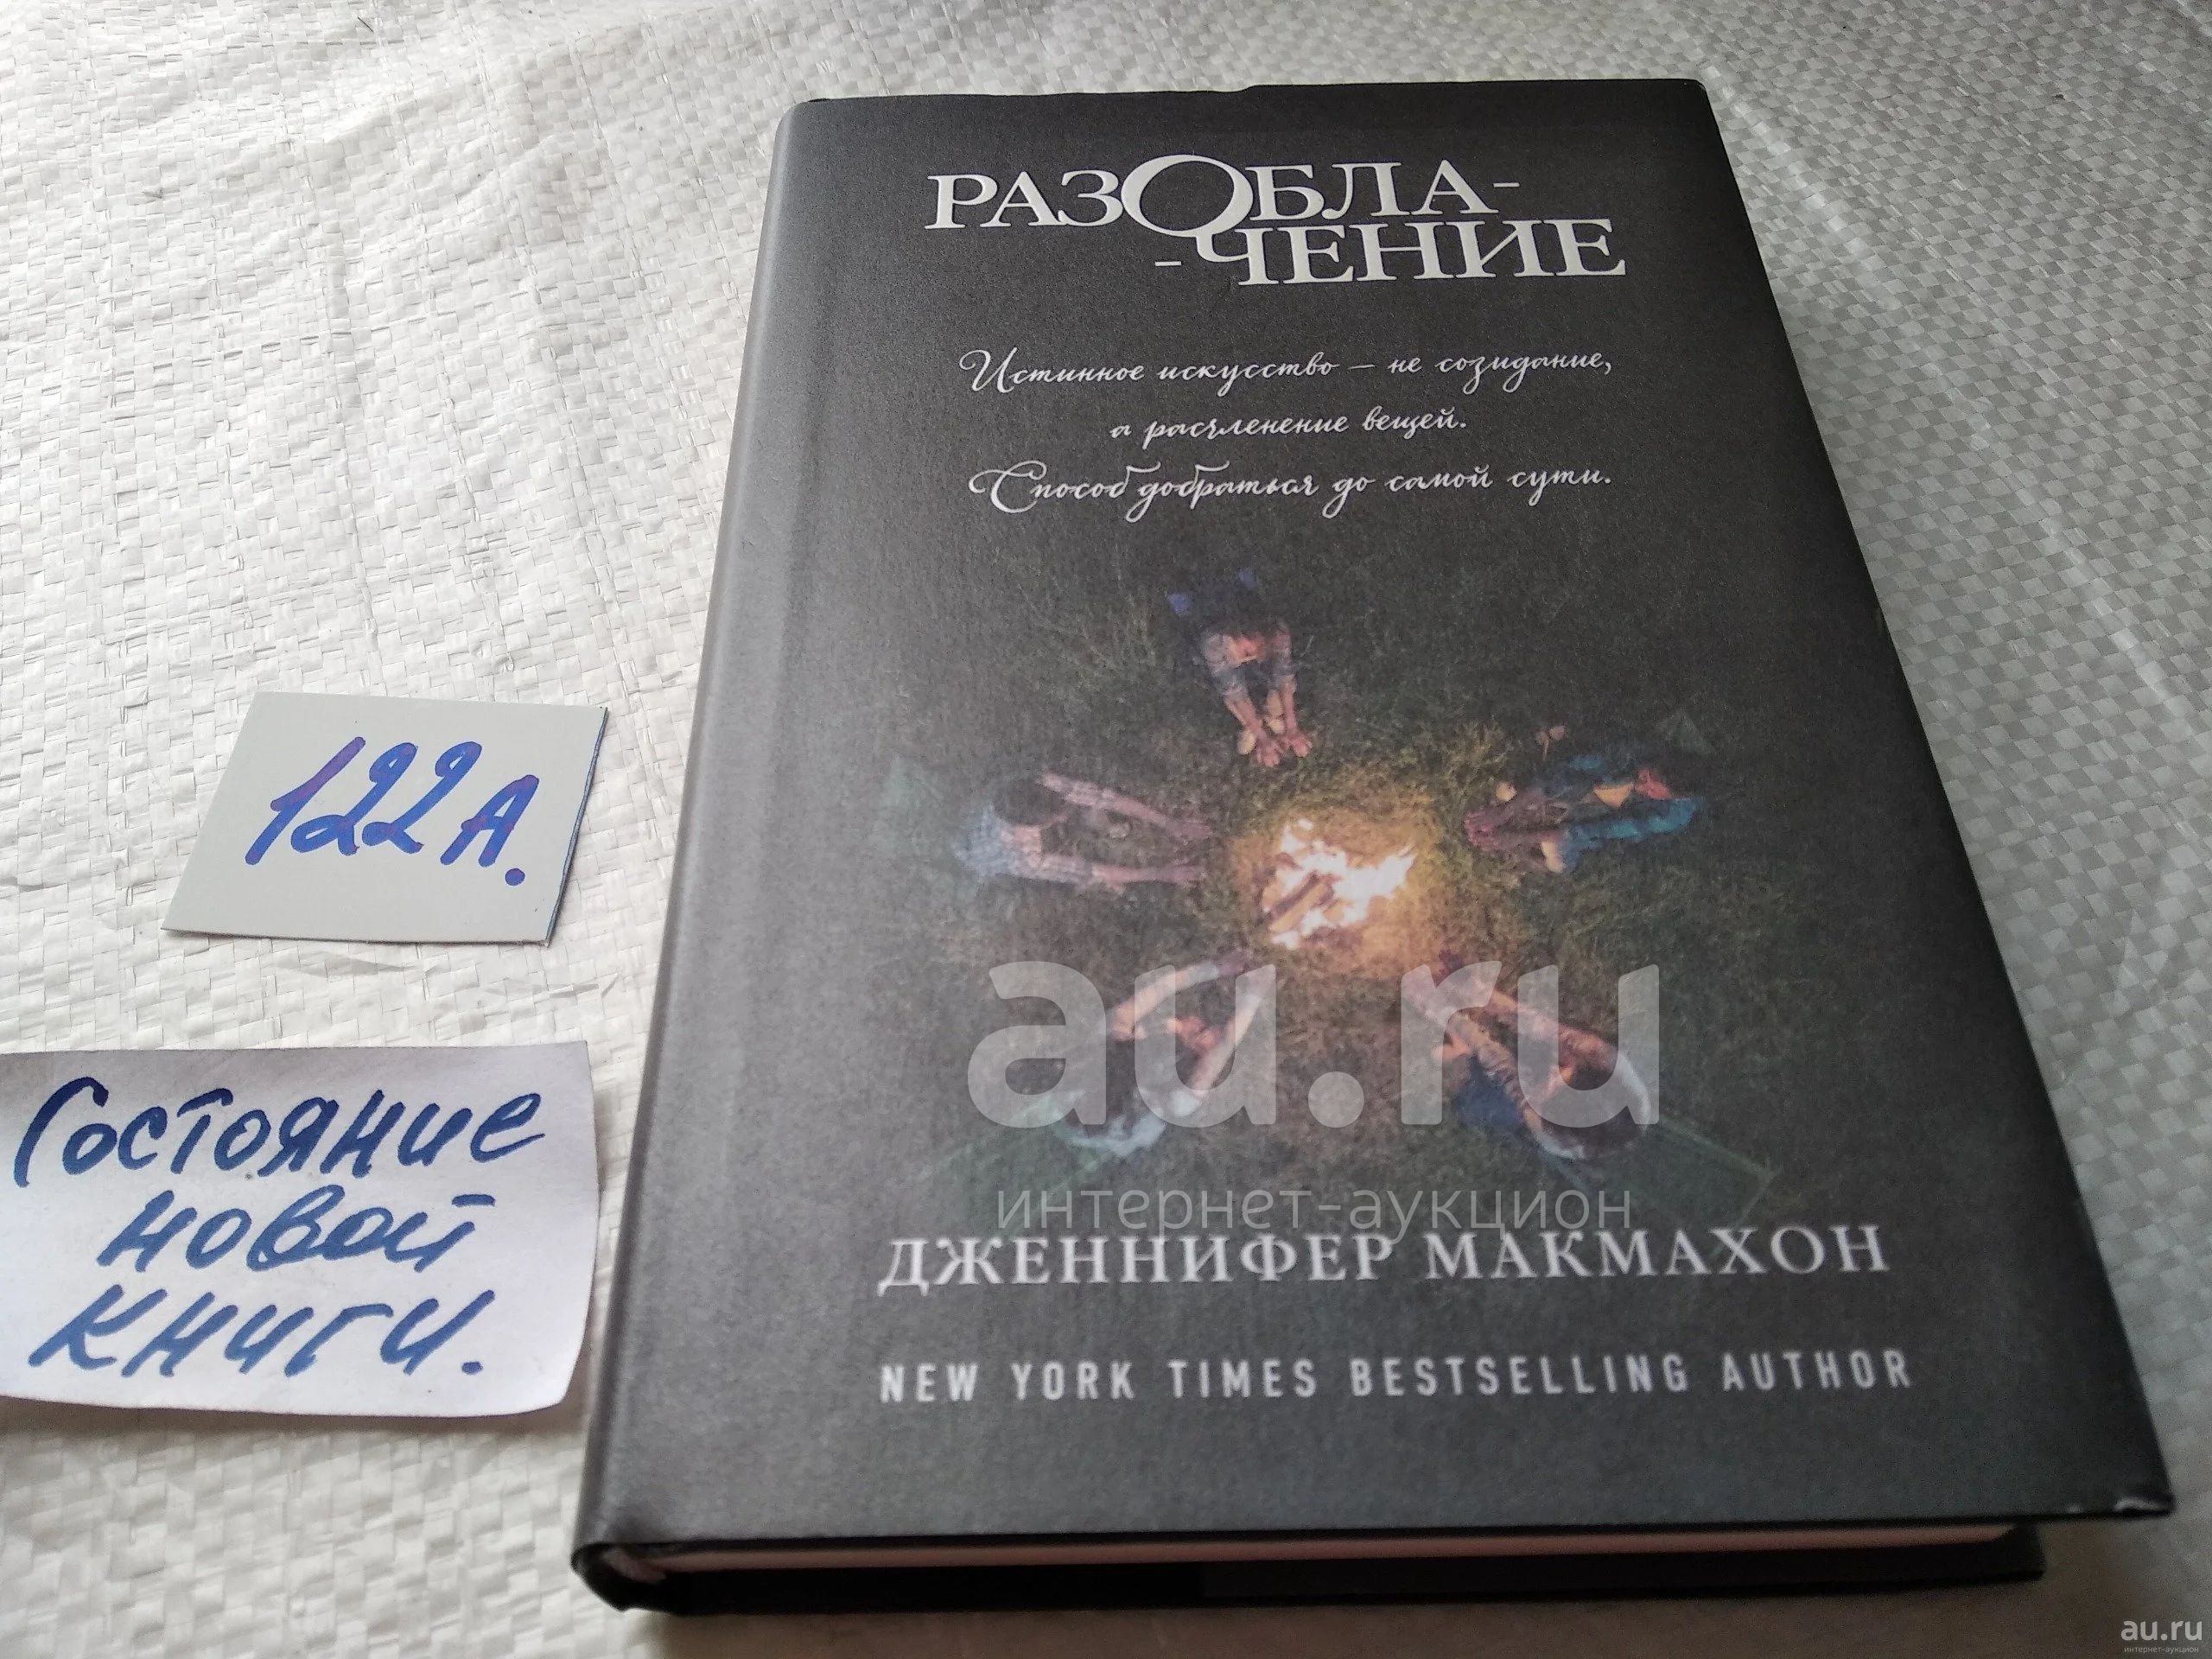 РАЗОБЛА-
-ЧЕНИЕ
Истинное искусство – не созидание,
а расчленение вещей.
Способ добраться до самой сути.
122А.
Состояние
новой
книги.
au.ru
интернет-аукцион
ДЖЕННИФЕР МАКМАХОН
NEW YORK TIMES BESTSELLING AUTHOR
au.ru
интернет-аукцион